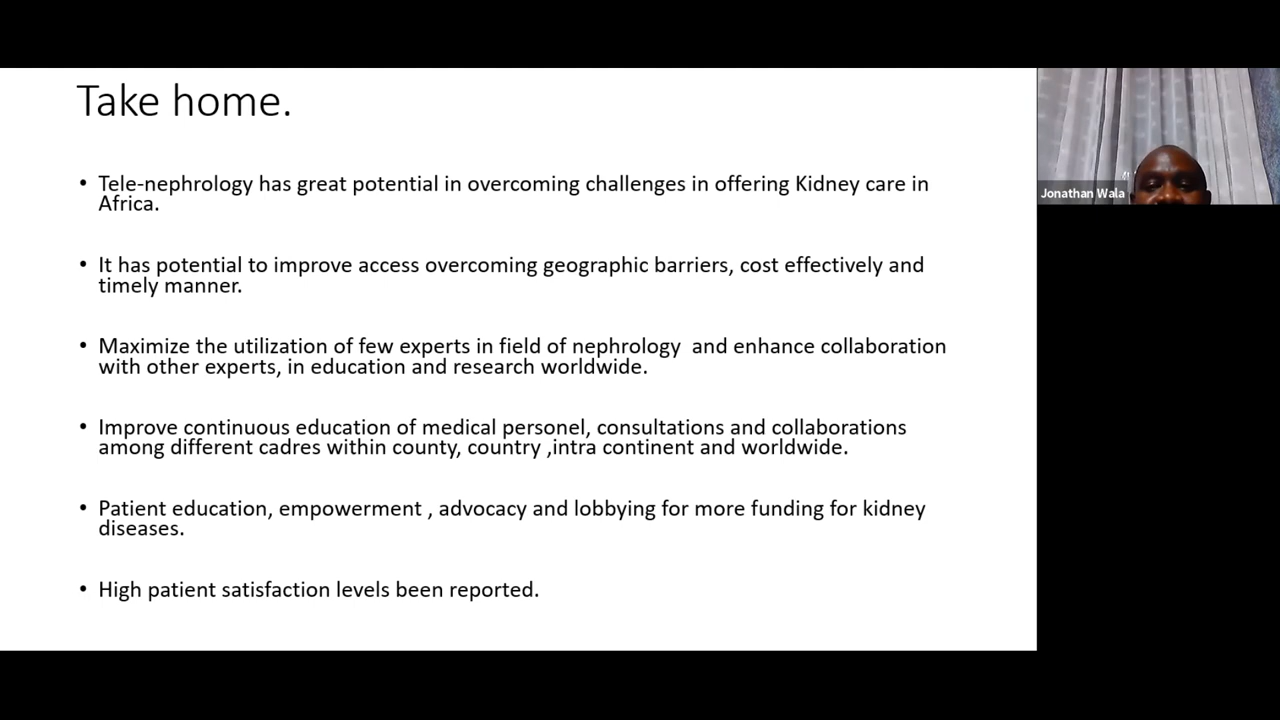 Take home.
• Tele-nephrology has great potential in overcoming challenges in offering Kidney care in
Africa.
• It has potential to improve access overcoming geographic barriers, cost effectively and
timely manner.
• Maximize the utilization of few experts in field of nephrology  and enhance collaboration
with other experts, in education and research worldwide.
• Improve continuous education of medical personel, consultations and collaborations
among different cadres within county, country ,intra continent and worldwide.
• Patient education, empowerment , advocacy and lobbying for more funding for kidney
diseases.
• High patient satisfaction levels been reported.
Jonathan Wala